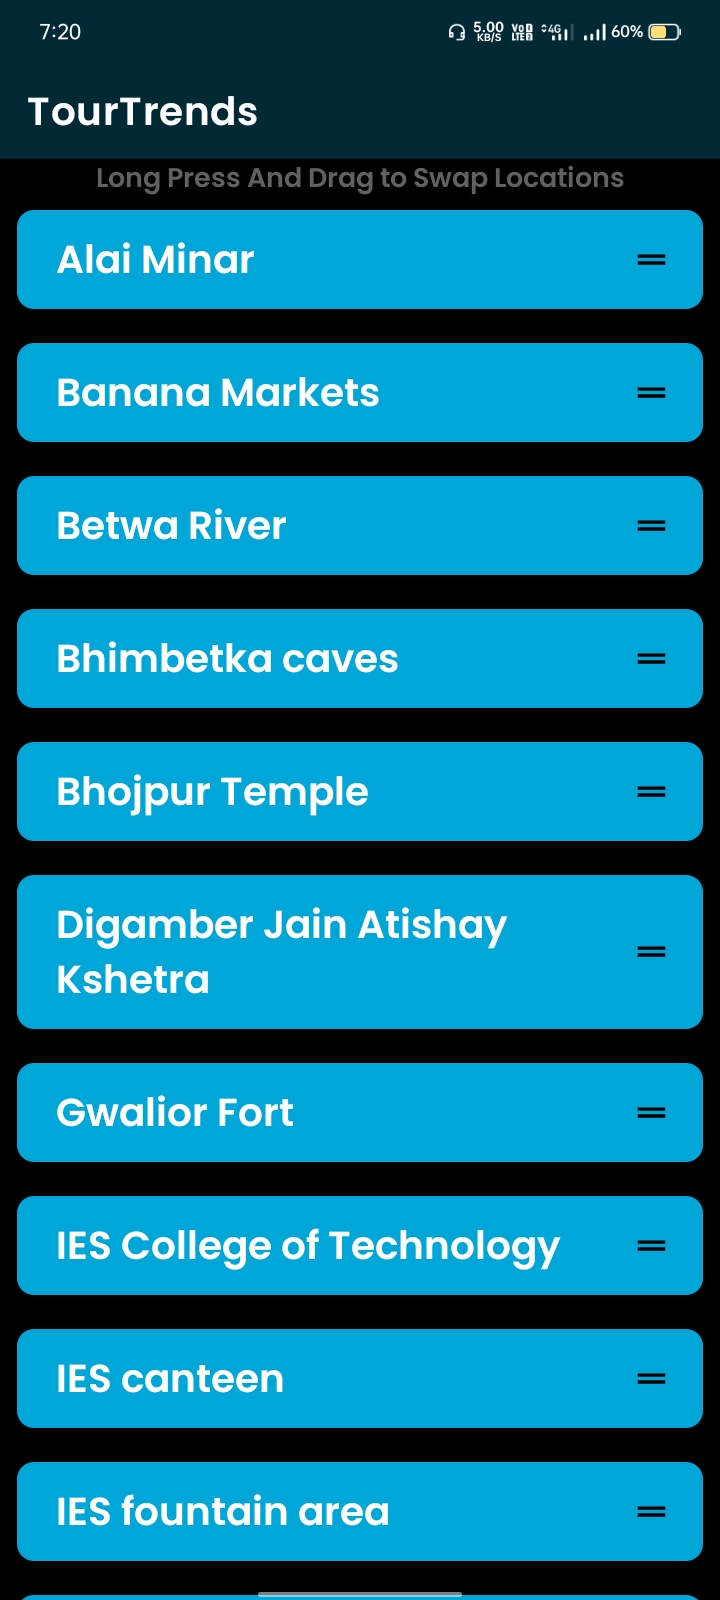 7:20
5.00
KB/S
Vo
LTE
4G
60%
TourTrends
Long Press And Drag to Swap Locations
Alai Minar
Banana Markets
Betwa River
Bhimbetka caves
Bhojpur Temple
Digamber Jain Atishay
Kshetra
Gwalior Fort
IES College of Technology
IES canteen
IES fountain area